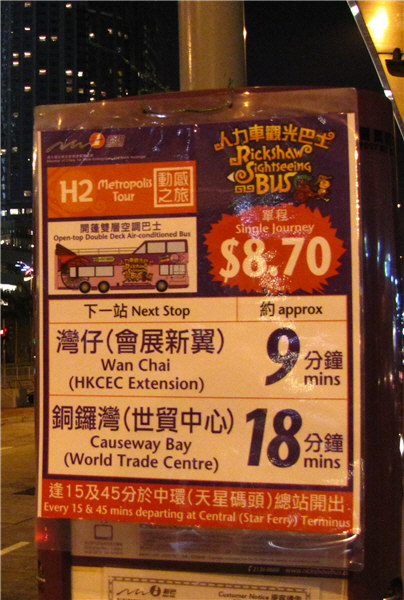 人力車觀光巴士
Rickshaw
Sightseeing
BUS
H2 Metropolis Tour 動感之旅
單程
Single Journey
$8.70
開篷雙層空調巴士
Open-top Double Deck Air-conditioned Bus
下一站 Next Stop 約 approx
灣仔(會展新翼) 9 分鐘
Wan Chai mins
(HKCEC Extension)
銅鑼灣(世貿中心) 18 分鐘
Causeway Bay mins
(World Trade Centre)
逢15及45分於中環(天星碼頭)總站開出
Every 15 & 45 mins departing at Central (Star Ferry) Terminus
Customer Notice